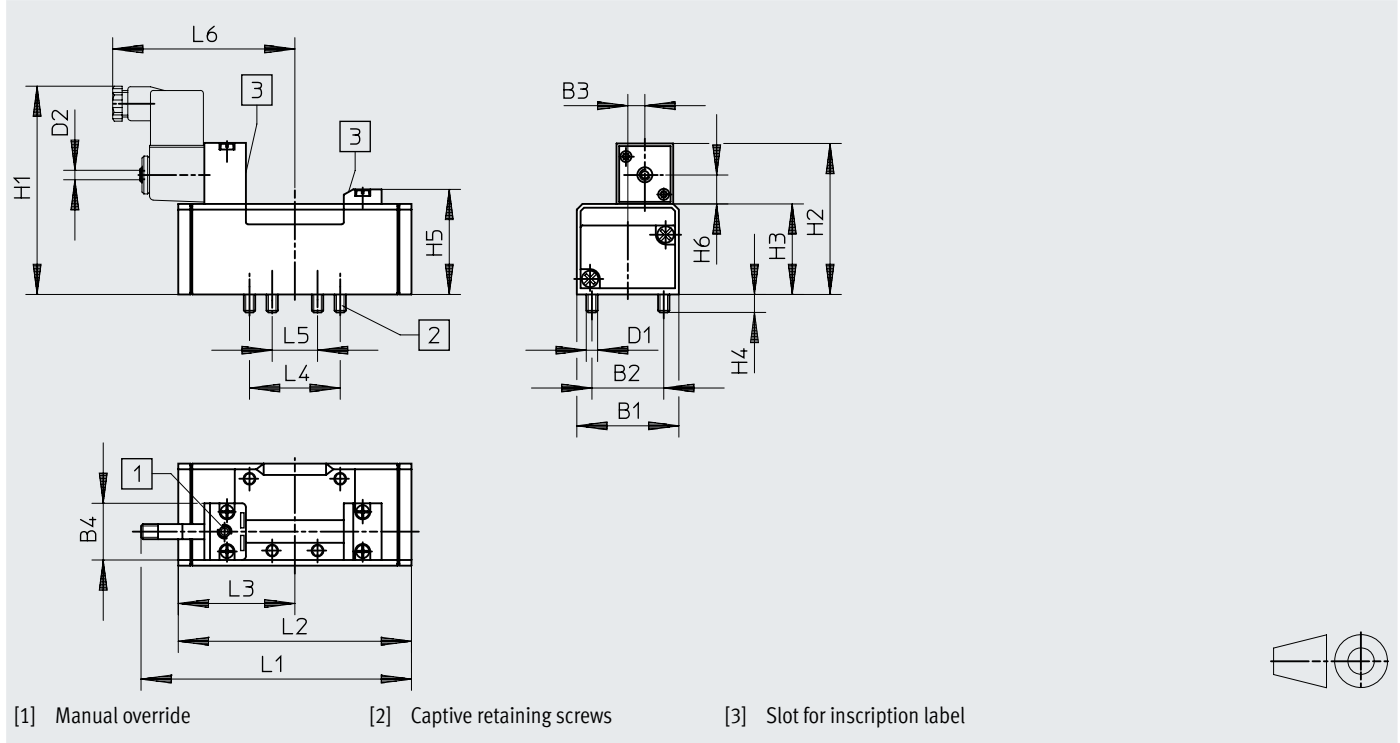 L6
3
3
B3
D2
H1
H5
H6
H3
H2
L5
2
D1
H4
L4
B2
B1
1
B4
L3
L2
L1
[1] Manual override
[2] Captive retaining screws
[3] Slot for inscription label